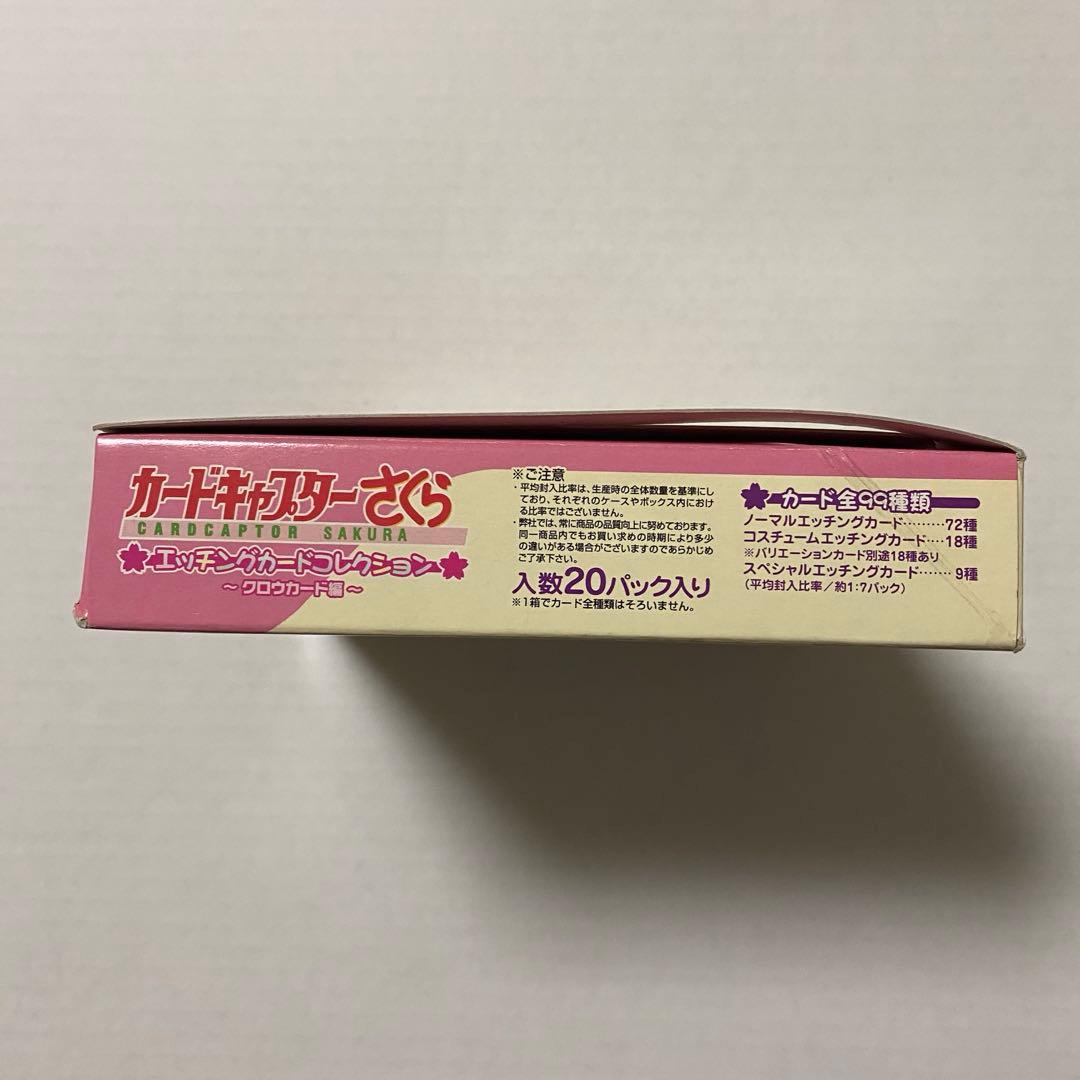 カードキャプターさくら
CARDCAPTOR SAKURA
エッチングカードコレクション
～クロウカード編～
※ご注意
・平均封入比率は、生産時の全体数量を基準にし
ており、それぞれのケースやボックス内におけ
る比率ではございません。
・弊社では、常に商品の品質向上に努めております。
同一商品内でもお買い求めの時期により多少
の違いがある場合がございますのであらかじめ
ご了承下さい。
入数20パック入り
※1箱でカード全種類はそろいません。
カード全99種類
ノーマルエッチングカード………72種
コスチュームエッチングカード…18種
※バリエーションカード別途18種あり
スペシャルエッチングカード…… 9種
(平均封入比率／約1:7パック)